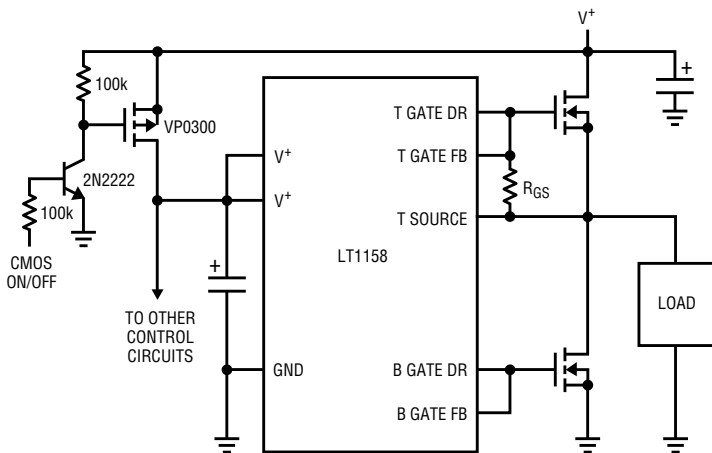 V+
100k
VP0300
2N2222
100k
CMOS
ON/OFF
TO OTHER
CONTROL
CIRCUITS
+
V+
V+
GND
LT1158
T GATE DR
T GATE FB
T SOURCE
B GATE DR
B GATE FB
RGS
+
LOAD